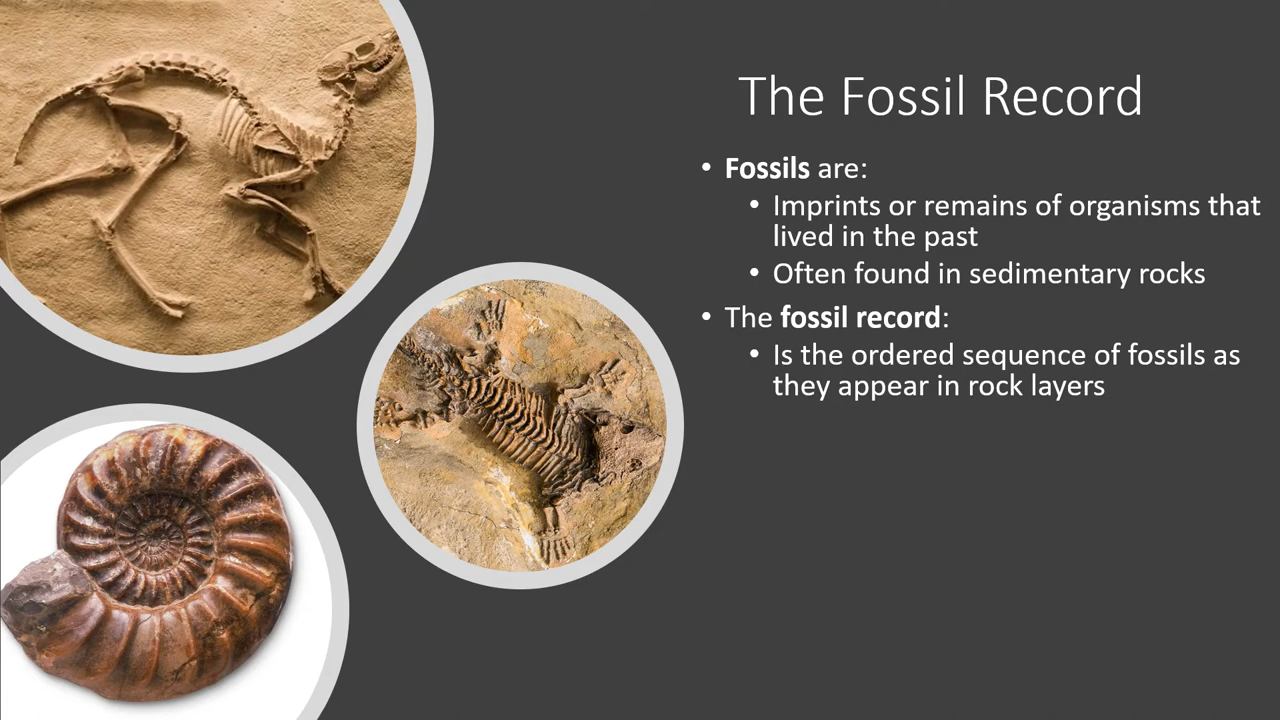 The Fossil Record
• Fossils are:
• Imprints or remains of organisms that
lived in the past
• Often found in sedimentary rocks
• The fossil record:
• Is the ordered sequence of fossils as
they appear in rock layers